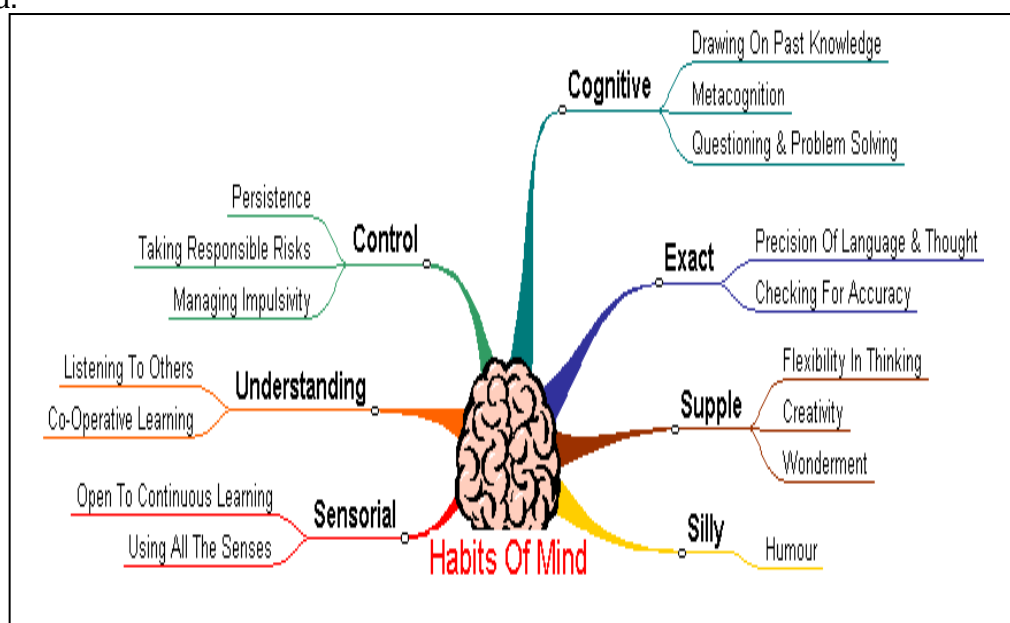 Drawing On Past Knowledge
Cognitive
Metacognition
Questioning & Problem Solving
Persistence
Control
Taking Responsible Risks
Managing Impulsivity
Exact
Precision Of Language & Thought
Checking For Accuracy
Listening To Others
Understanding
Co-Operative Learning
Flexibility In Thinking
Supple
Creativity
Wonderment
Open To Continuous Learning
Sensorial
Using All The Senses
Silly
Humour
Habits Of Mind